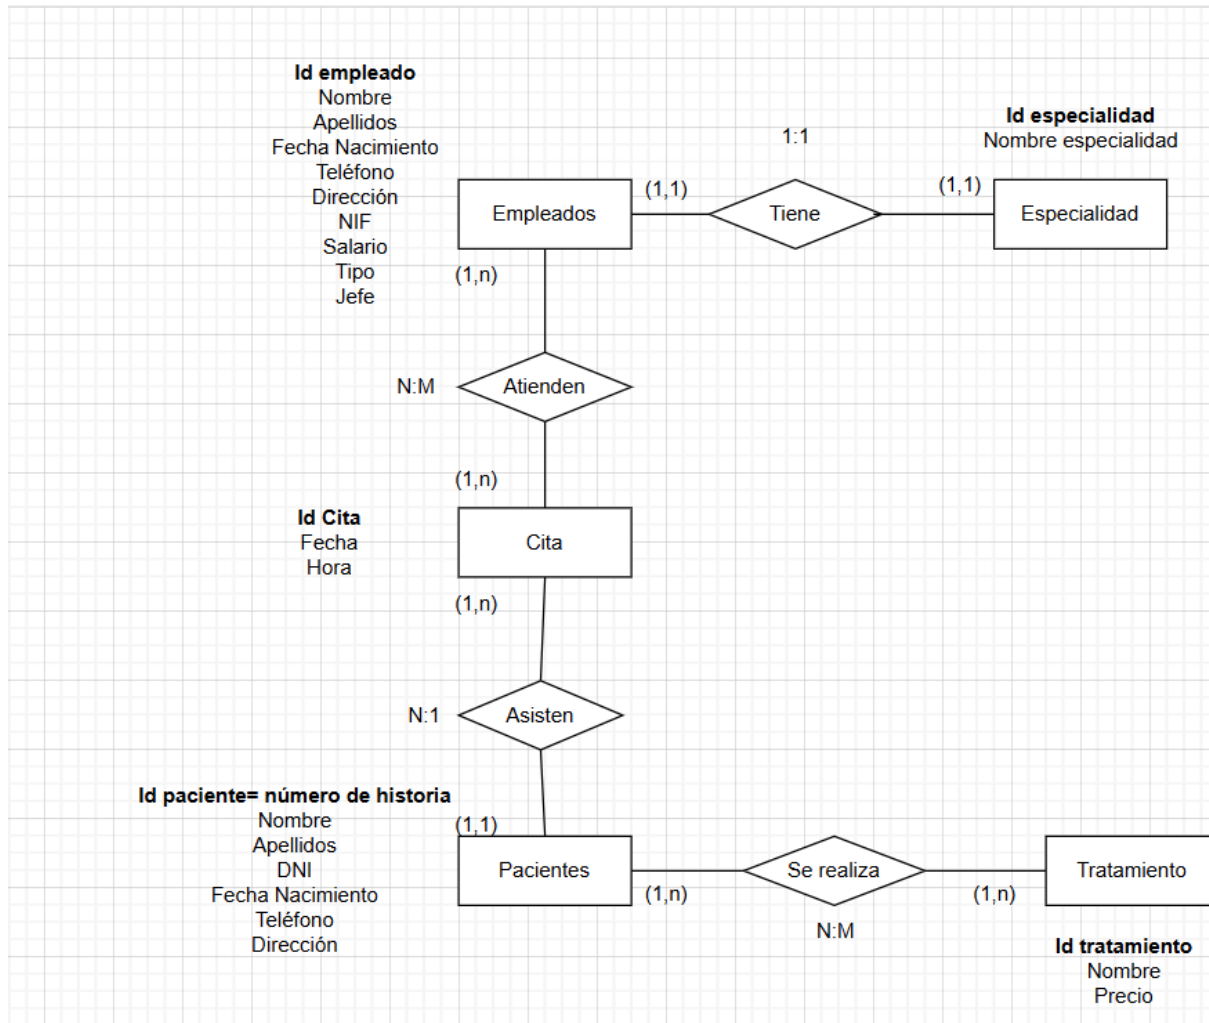 Id empleado
Nombre
Apellidos
Fecha Nacimiento
Teléfono
Dirección
NIF
Salario
Tipo
Jefe
Empleados
(1,1)
1:1
Tiene
(1,1)
Id especialidad
Nombre especialidad
Especialidad
(1,n)
N:M
Atienden
(1,n)
Id Cita
Fecha
Hora
Cita
(1,n)
N:1
Asisten
Id paciente= número de historia
Nombre
Apellidos
DNI
Fecha Nacimiento
Teléfono
Dirección
(1,1)
Pacientes
(1,n)
Se realiza
N:M
(1,n)
Tratamiento
Id tratamiento
Nombre
Precio